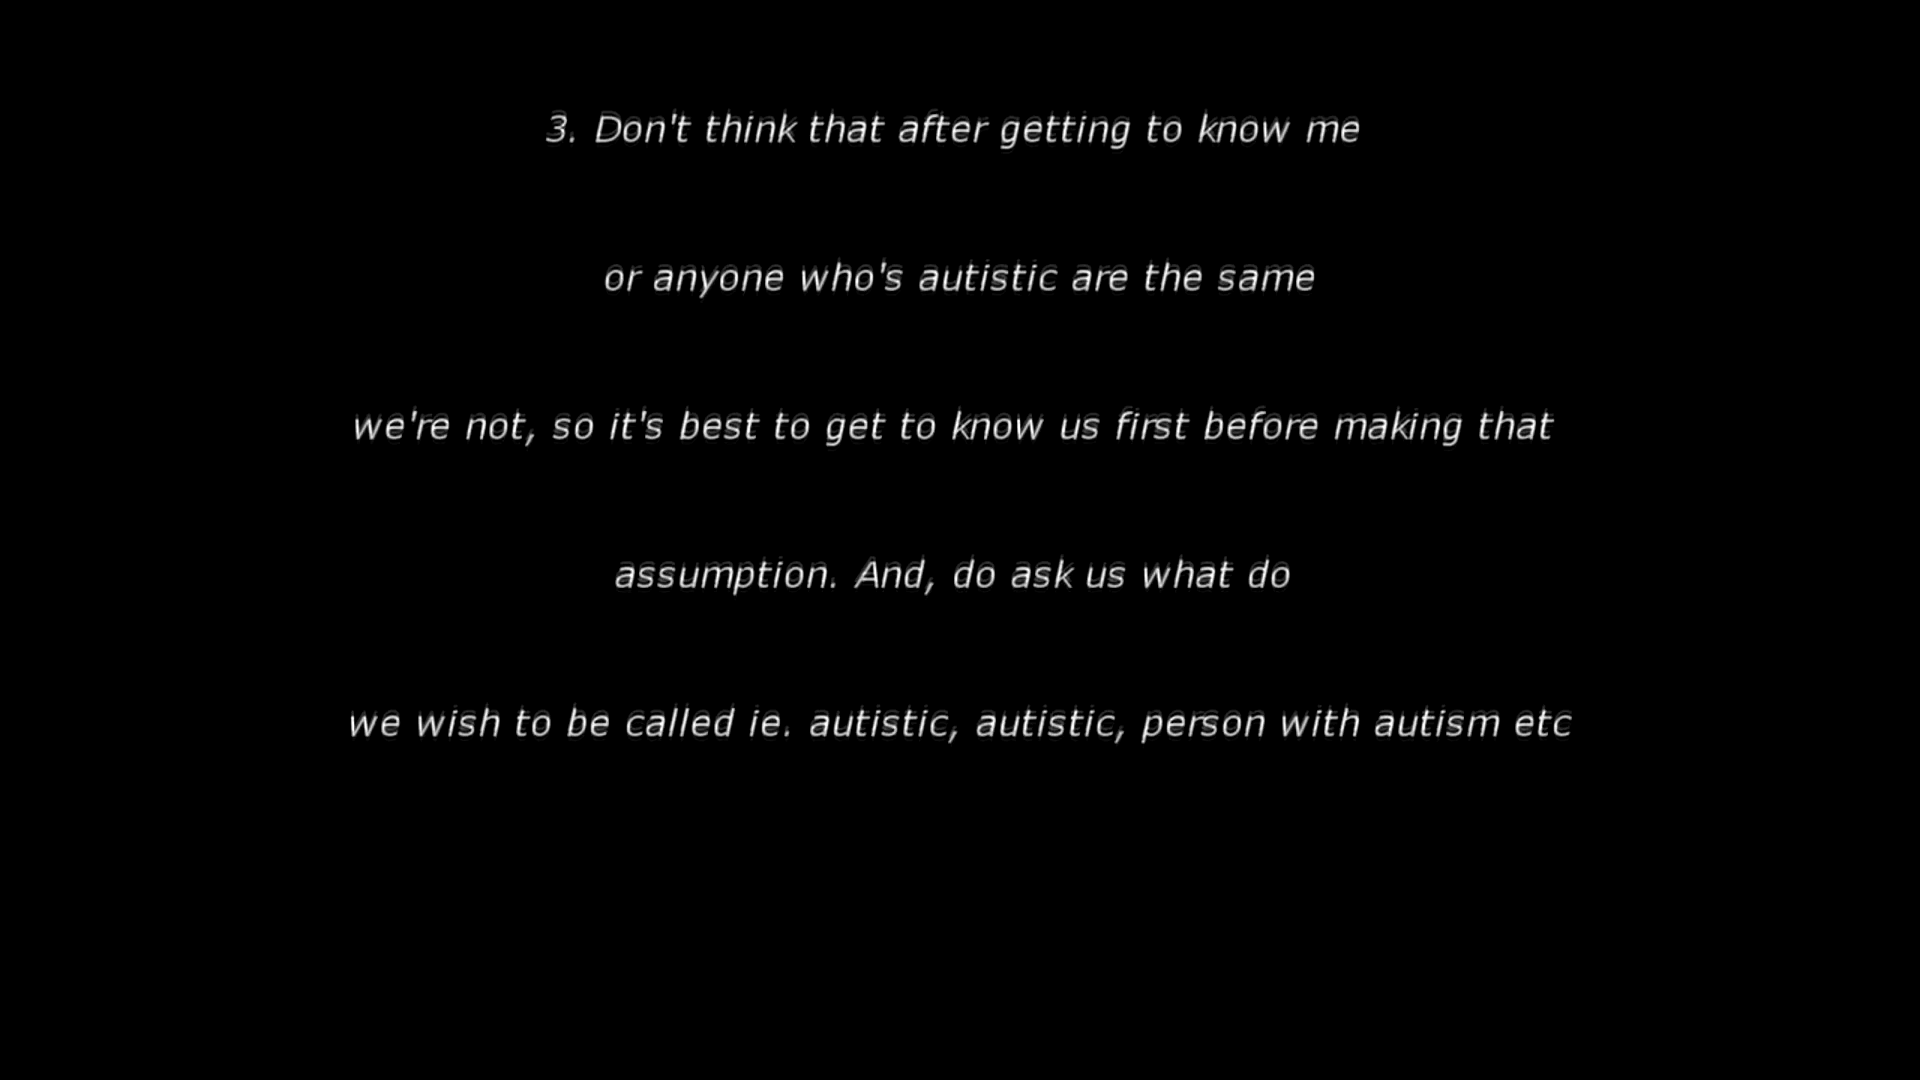 3. Don't think that after getting to know me
or anyone who's autistic are the same
we're not, so it's best to get to know us first before making that
assumption. And, do ask us what do
we wish to be called ie. autistic, autistic, person with autism etc